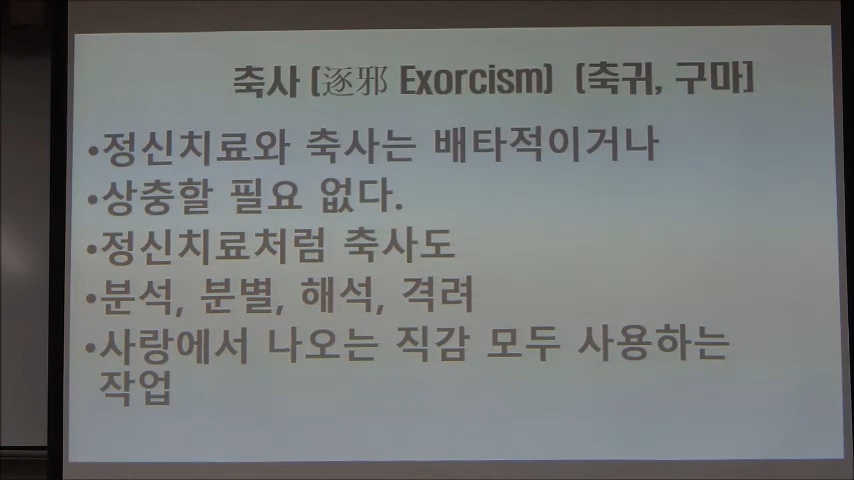 축사 (逐邪 Exorcism) (축귀, 구마]
•정신치료와 축사는 배타적이거나
•상충할 필요 없다.
•정신치료처럼 축사도
•분석, 분별, 해석, 격려
•사랑에서 나오는 직감 모두 사용하는
작업